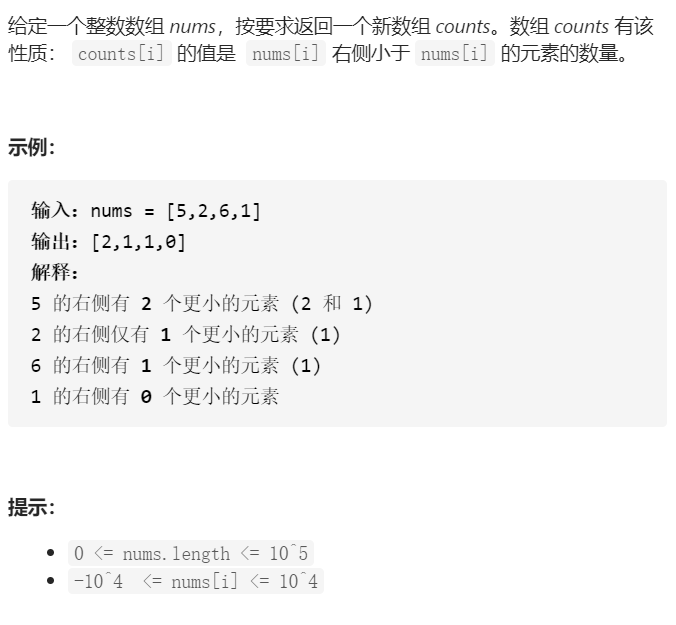 给定一个整数数组 nums，按要求返回一个新数组 counts。数组 counts 有该
性质： counts[i] 的值是 nums[i] 右侧小于 nums[i] 的元素的数量。
示例：
输入：nums = [5,2,6,1]
输出：[2,1,1,0]
解释：
5 的右侧有 2 个更小的元素 (2 和 1)
2 的右侧仅有 1 个更小的元素 (1)
6 的右侧有 1 个更小的元素 (1)
1 的右侧有 0 个更小的元素
提示：
• 0 <= nums.length <= 10^5
• -10^4 <= nums[i] <= 10^4